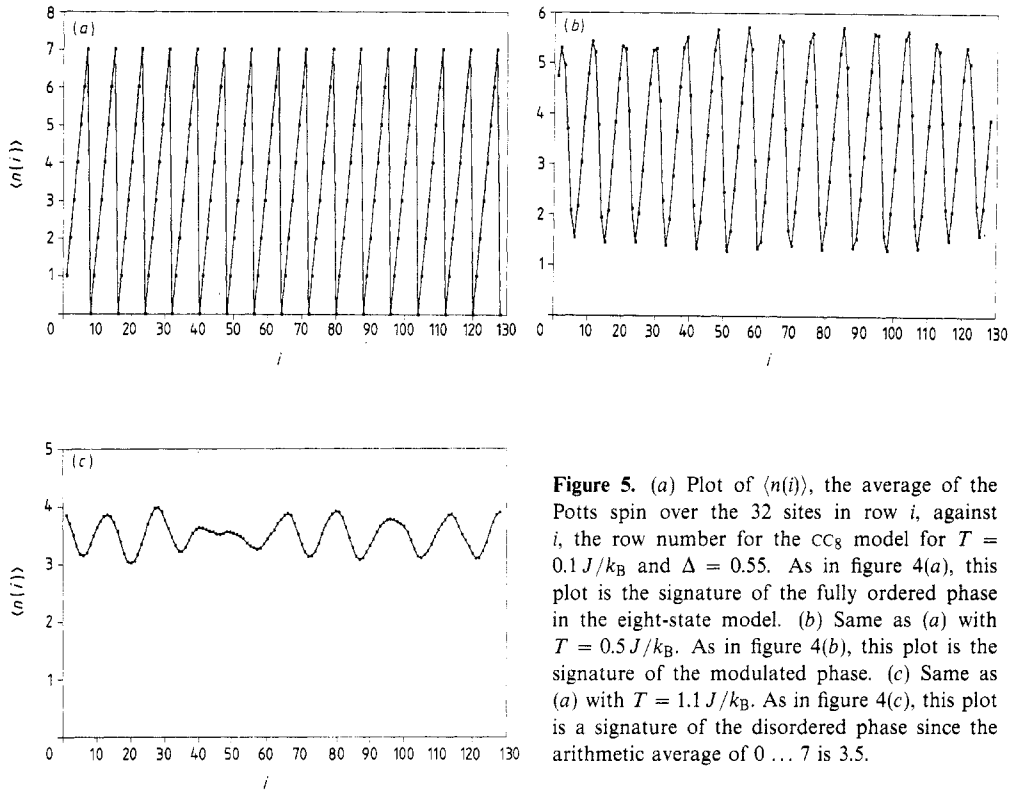 (a)
8
7
6
5
4
3
2
1
⟨n(i)⟩
0 10 20 30 40 50 60 70 80 90 100 110 120 130
i
(b)
6
5
4
3
2
1
0 10 20 30 40 50 60 70 80 90 100 110 120 130
i
(c)
5
4
3
2
1
⟨n(i)⟩
0 10 20 30 40 50 60 70 80 90 100 110 120 130
i
Figure 5. (a) Plot of ⟨n(i)⟩, the average of the
Potts spin over the 32 sites in row i, against
i, the row number for the CC₈ model for T =
0.1 J/k_B and Δ = 0.55. As in figure 4(a), this
plot is the signature of the fully ordered phase
in the eight-state model. (b) Same as (a) with
T = 0.5 J/k_B. As in figure 4(b), this plot is the
signature of the modulated phase. (c) Same as
(a) with T = 1.1 J/k_B. As in figure 4(c), this plot
is a signature of the disordered phase since the
arithmetic average of 0 … 7 is 3.5.